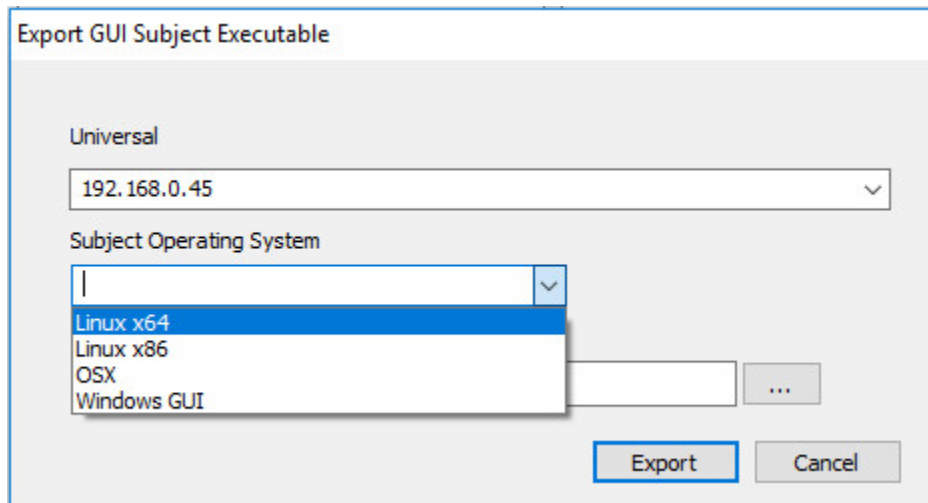 Export GUI Subject Executable
Universal
192.168.0.45
Subject Operating System
Linux x64
Linux x86
OSX
Windows GUI
...
Export
Cancel